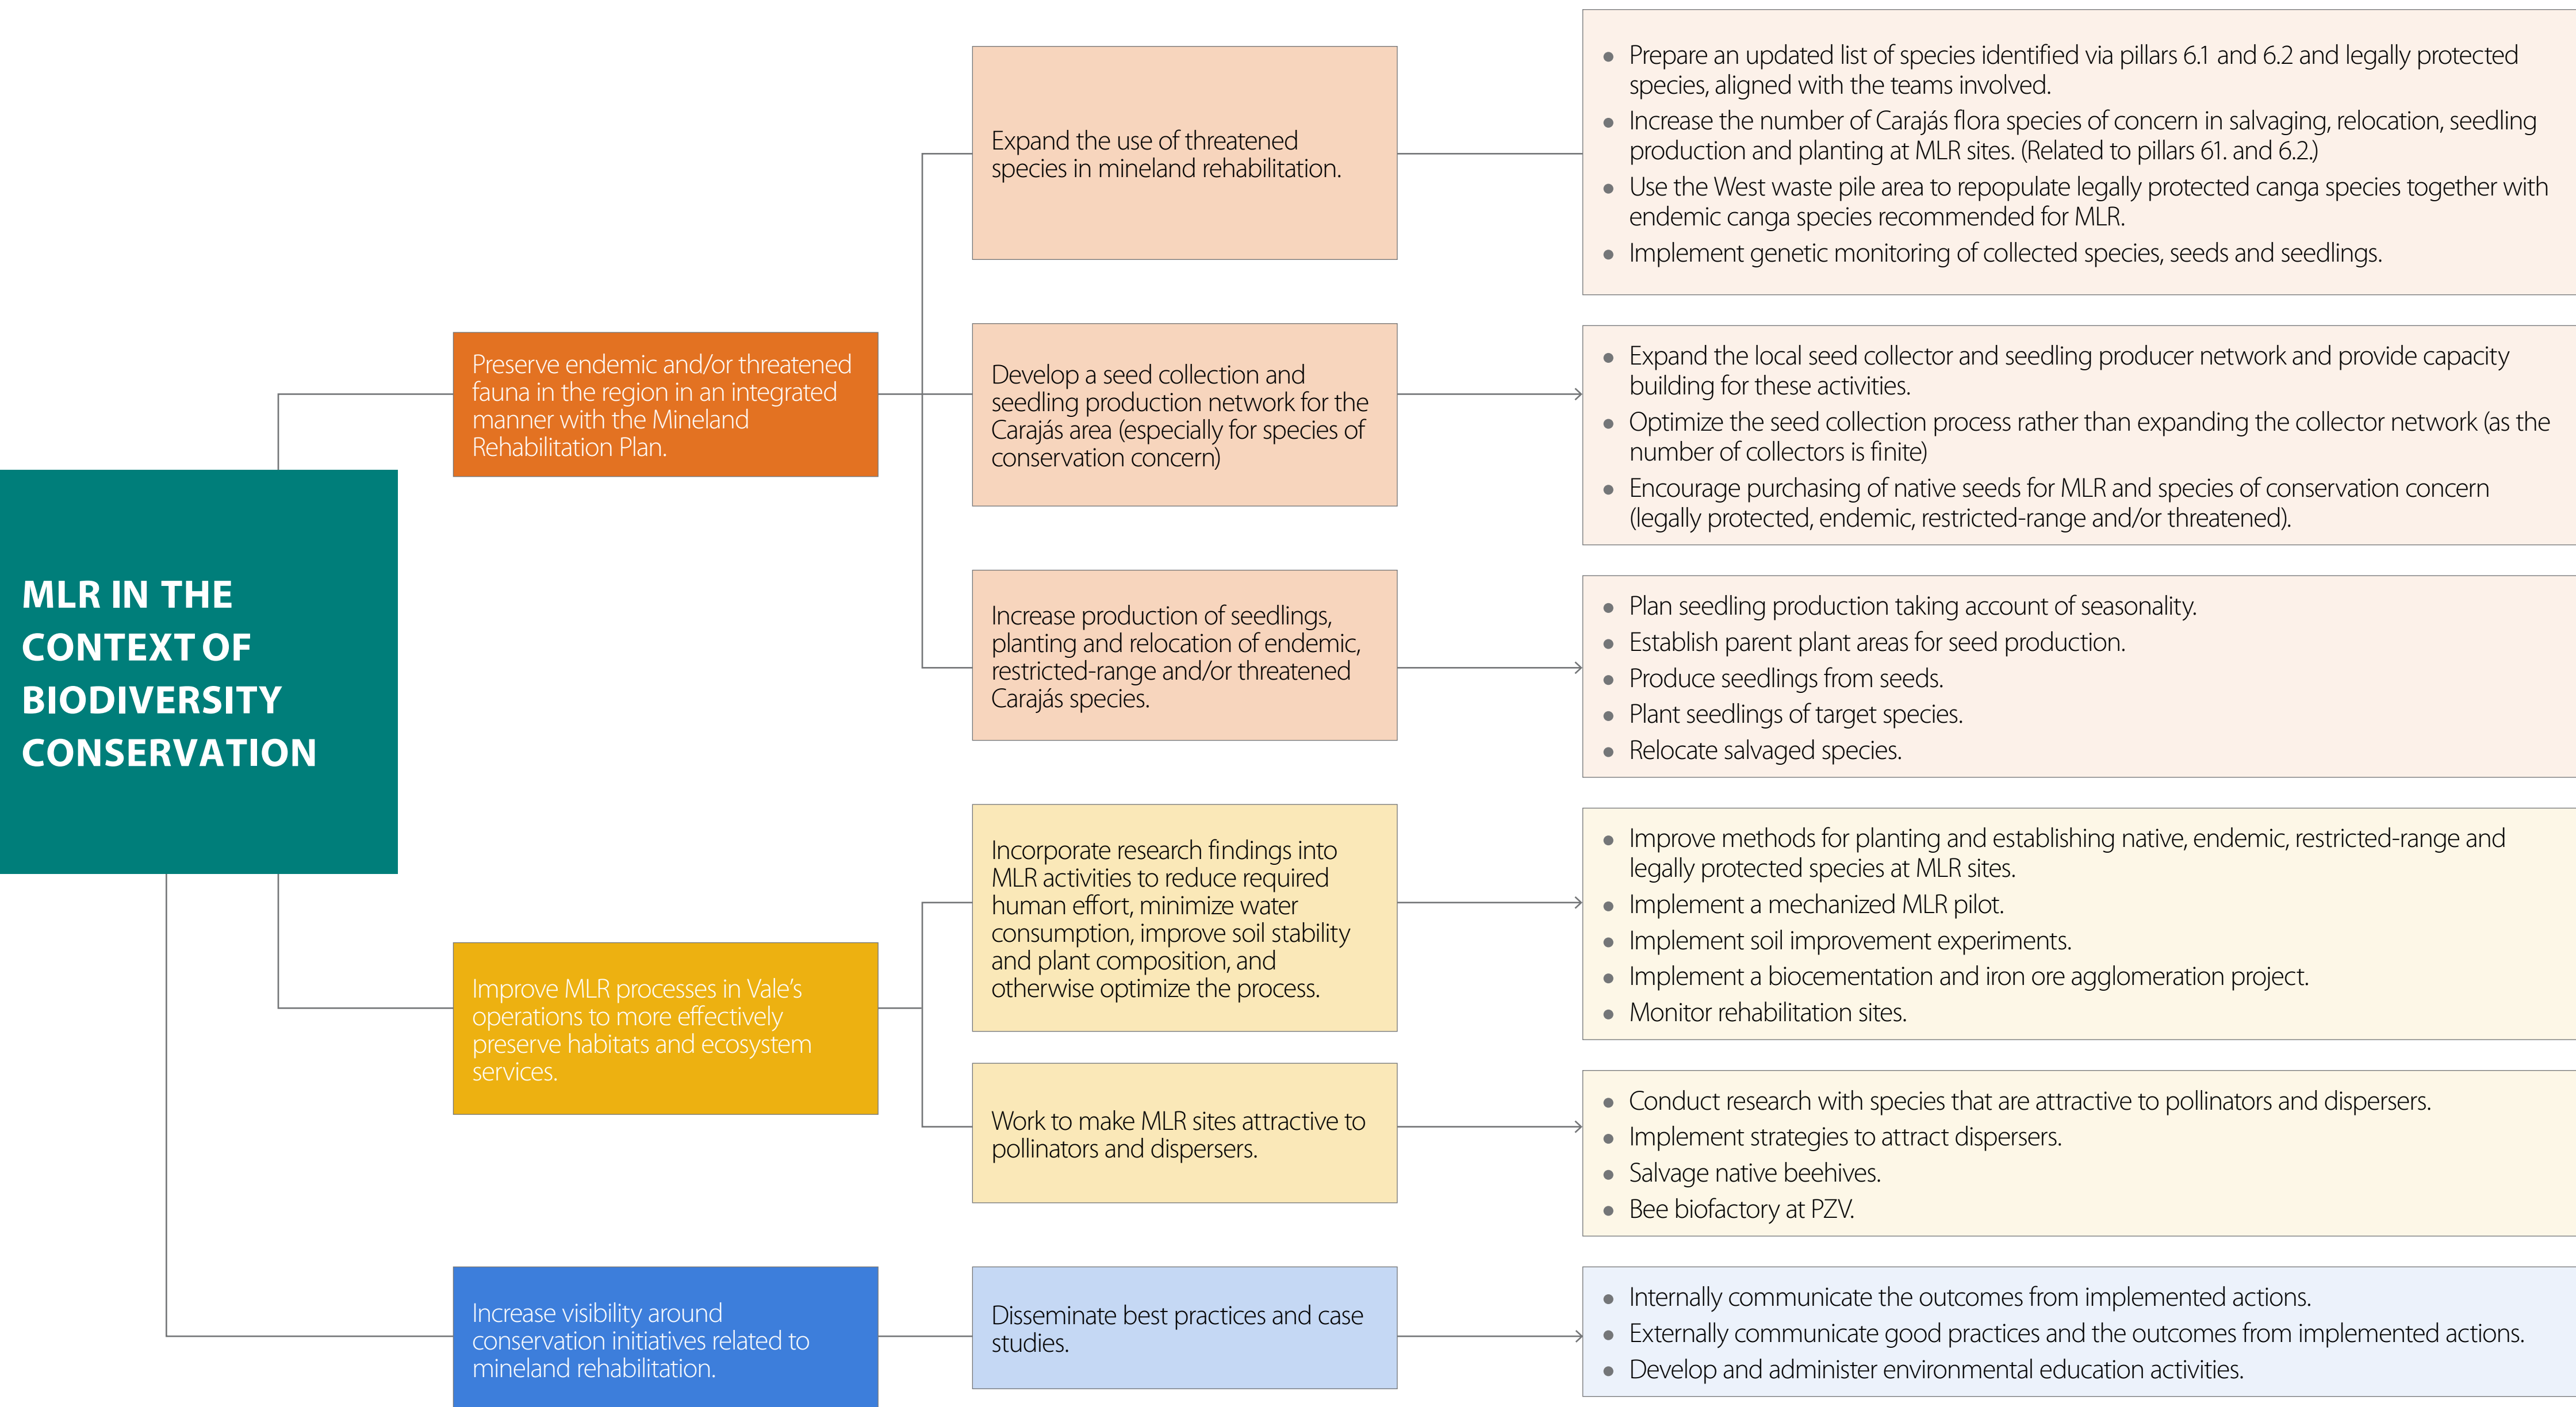 MLR IN THE
CONTEXT OF
BIODIVERSITY
CONSERVATION
Preserve endemic and/or threatened
fauna in the region in an integrated
manner with the Mineland
Rehabilitation Plan.
Expand the use of threatened
species in mineland rehabilitation.
• Prepare an updated list of species identified via pillars 6.1 and 6.2 and legally protected
species, aligned with the teams involved.
• Increase the number of Carajás flora species of concern in salvaging, relocation, seedling
production and planting at MLR sites. (Related to pillars 61. and 6.2.)
• Use the West waste pile area to repopulate legally protected canga species together with
endemic canga species recommended for MLR.
• Implement genetic monitoring of collected species, seeds and seedlings.
Develop a seed collection and
seedling production network for the
Carajás area (especially for species of
conservation concern)
• Expand the local seed collector and seedling producer network and provide capacity
building for these activities.
• Optimize the seed collection process rather than expanding the collector network (as the
number of collectors is finite)
• Encourage purchasing of native seeds for MLR and species of conservation concern
(legally protected, endemic, restricted-range and/or threatened).
Increase production of seedlings,
planting and relocation of endemic,
restricted-range and/or threatened
Carajás species.
• Plan seedling production taking account of seasonality.
• Establish parent plant areas for seed production.
• Produce seedlings from seeds.
• Plant seedlings of target species.
• Relocate salvaged species.
Improve MLR processes in Vale’s
operations to more effectively
preserve habitats and ecosystem
services.
Incorporate research findings into
MLR activities to reduce required
human effort, minimize water
consumption, improve soil stability
and plant composition, and
otherwise optimize the process.
• Improve methods for planting and establishing native, endemic, restricted-range and
legally protected species at MLR sites.
• Implement a mechanized MLR pilot.
• Implement soil improvement experiments.
• Implement a biocementation and iron ore agglomeration project.
• Monitor rehabilitation sites.
Work to make MLR sites attractive to
pollinators and dispersers.
• Conduct research with species that are attractive to pollinators and dispersers.
• Implement strategies to attract dispersers.
• Salvage native beehives.
• Bee biofactory at PZV.
Increase visibility around
conservation initiatives related to
mineland rehabilitation.
Disseminate best practices and case
studies.
• Internally communicate the outcomes from implemented actions.
• Externally communicate good practices and the outcomes from implemented actions.
• Develop and administer environmental education activities.